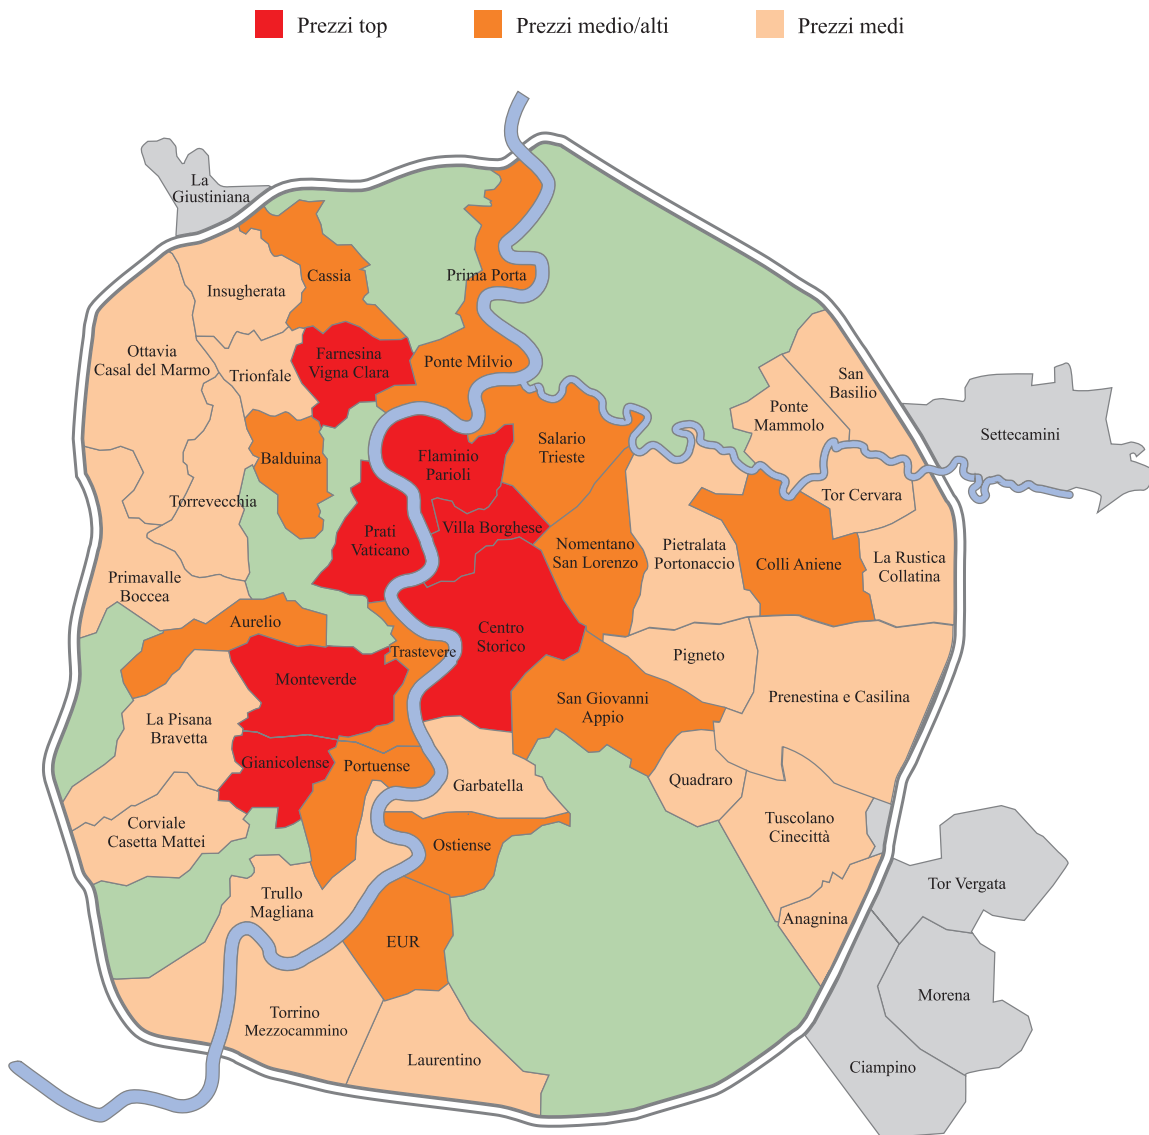 Prezzi top
Prezzi medio/alti
Prezzi medi
La
Giustiniana
Cassia
Prima Porta
Insugherata
Ottavia
Casal del Marmo
Trionfale
Farnesina
Vigna Clara
Ponte Milvio
San
Basilio
Ponte
Mammolo
Settecamini
Balduina
Flaminio
Parioli
Salario
Trieste
Torrevecchia
Tor Cervara
Prati
Vaticano
Villa Borghese
Nomentano
San Lorenzo
Pietralata
Portonaccio
Colli Aniene
La Rustica
Collatina
Primavalle
Boccea
Aurelio
Centro
Storico
Trastevere
Pigneto
Monteverde
Prenestina e Casilina
La Pisana
Bravetta
San Giovanni
Appio
Gianicolense
Portuense
Garbatella
Quadraro
Corviale
Casetta Mattei
Tuscolano
Cinecittà
Ostiense
Tor Vergata
Trullo
Magliana
Anagnina
EUR
Morena
Torrino
Mezzocammino
Laurentino
Ciampino